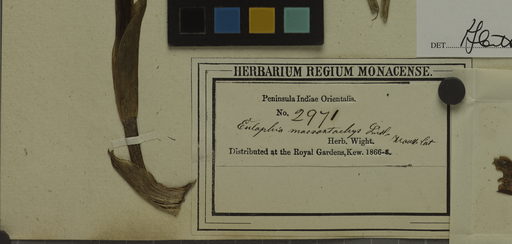 DET.
HERBARIUM REGIUM MONACENSE.
Peninsula Indiae Orientalis.
No. 2971
Eulophia macrostachys Lindl.
Herb. Wight.
Distributed at the Royal Gardens, Kew. 1866-8.